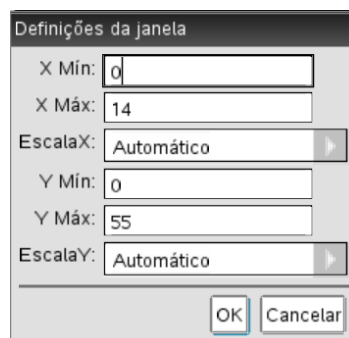 Definições da janela
X Mín: 0
X Máx: 14
EscalaX: Automático
Y Mín: 0
Y Máx: 55
EscalaY: Automático
OK Cancelar